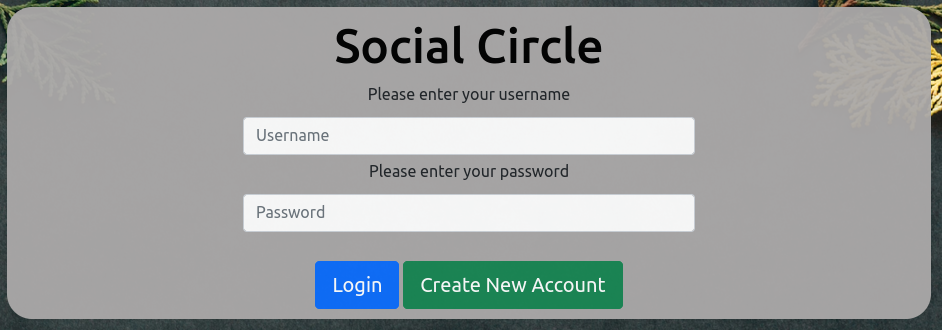 Social Circle
Please enter your username
Username
Please enter your password
Password
Login Create New Account